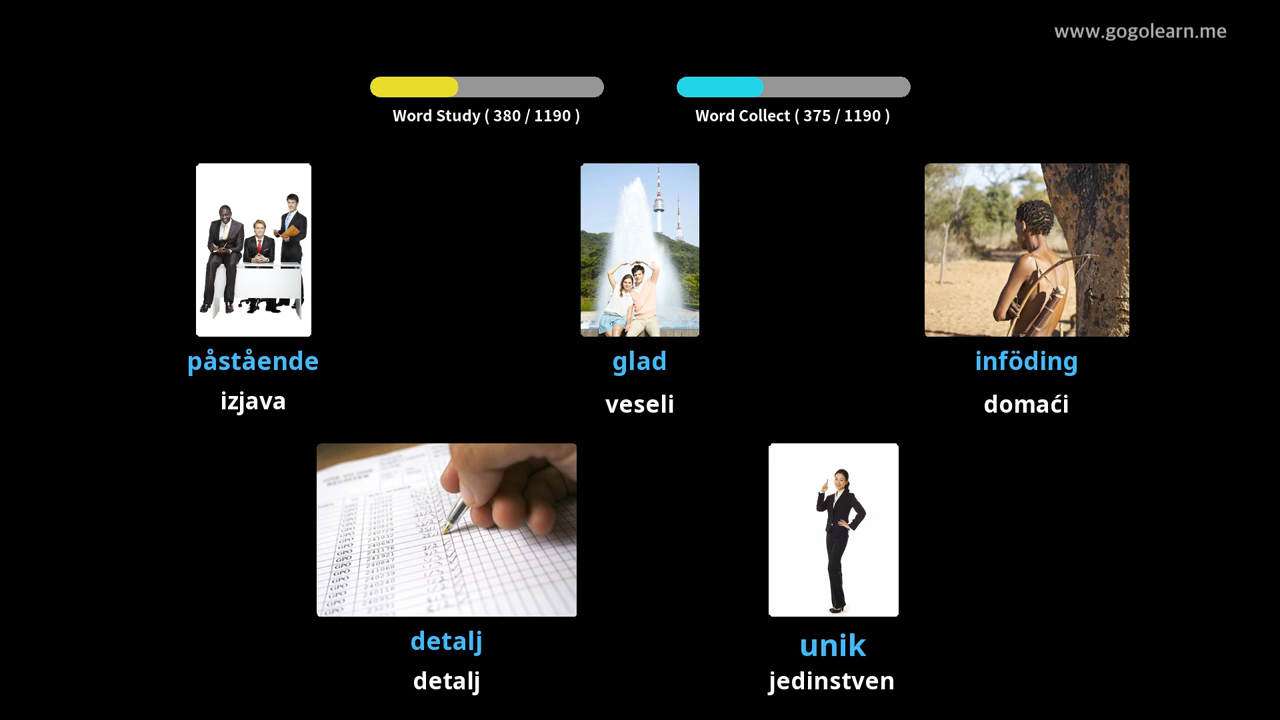 www.gogolearn.me
Word Study ( 380 / 1190 )
Word Collect ( 375 / 1190 )
påstående
izjava
glad
veseli
inföding
domaći
detalj
detalj
unik
jedinstven